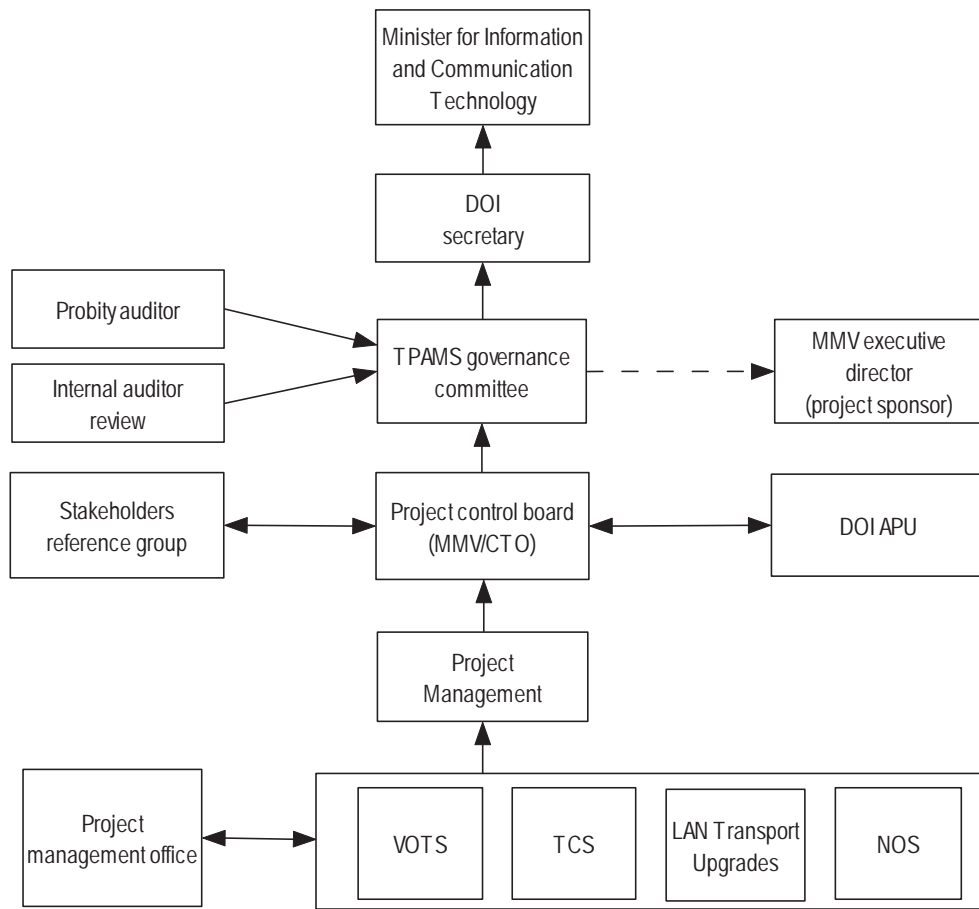 Minister for Information
and Communication
Technology
DOI
secretary
Probity auditor
TPAMS governance
committee
MMV executive
director
(project sponsor)
Internal auditor
review
Stakeholders
reference group
Project control board
(MMV/CTO)
DOI APU
Project
Management
Project
management office
VOTS
TCS
LAN Transport
Upgrades
NOS